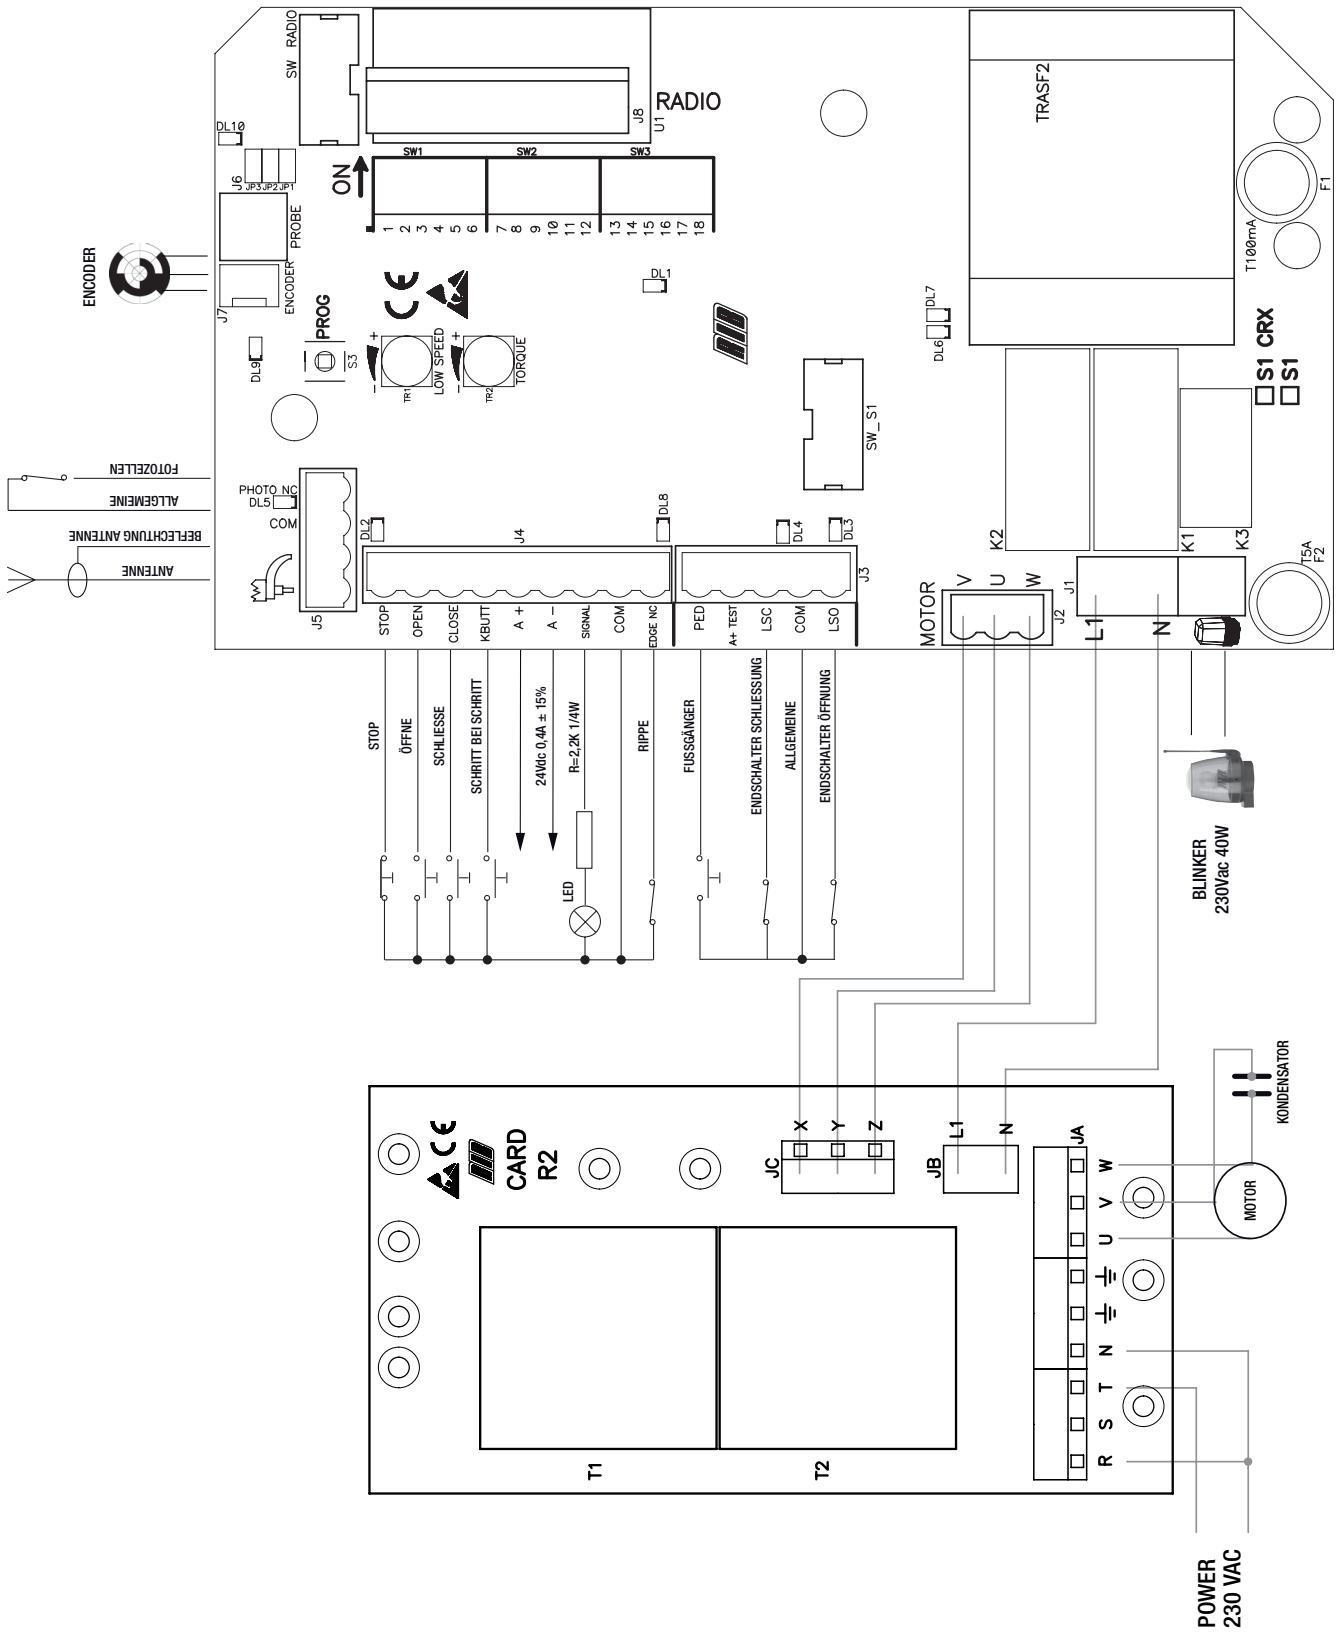 SW RADIO
DL10
J6
JP3
JP2
JP1
PROBE
J7
ENCODER
ENCODER
ON
SW1
SW2
SW3
J8
U1
RADIO
1
2
3
4
5
6
7
8
9
10
11
12
13
14
15
16
17
18
TRASF2
F1
T100mA
DL9
PROG
S3
- +
TR1
LOW SPEED
- +
TR2
TORQUE
CE
DL1
DL7
DL6
SW_S1
S1 CRX
S1
FOTOZELLEN
ALLGEMEINE
BEFLECHTUNG ANTENNE
ANTENNE
PHOTO NC
DL5
COM
J5
DL2
J4
DL8
DL4
DL3
J3
K2
K1
K3
T5A
F2
STOP
OPEN
CLOSE
KBUTT
A +
A -
SIGNAL
COM
EDGE NC
PED
A+ TEST
LSC
COM
LSO
MOTOR
V
U
W
J2
J1
L1
N
STOP
ÖFFNE
SCHLIESSE
SCHRITT BEI SCHRITT
24Vdc 0,4A ± 15%
R=2,2K 1/4W
LED
RIPPE
FUSSGÄNGER
ENDSCHALTER SCHLIESSUNG
ALLGEMEINE
ENDSCHALTER ÖFFNUNG
BLINKER
230Vac 40W
CE
CARD
R2
JC
X
Y
Z
JB
L1
N
JA
W
V
U
N
T
S
R
T1
T2
KONDENSATOR
MOTOR
POWER
230 VAC